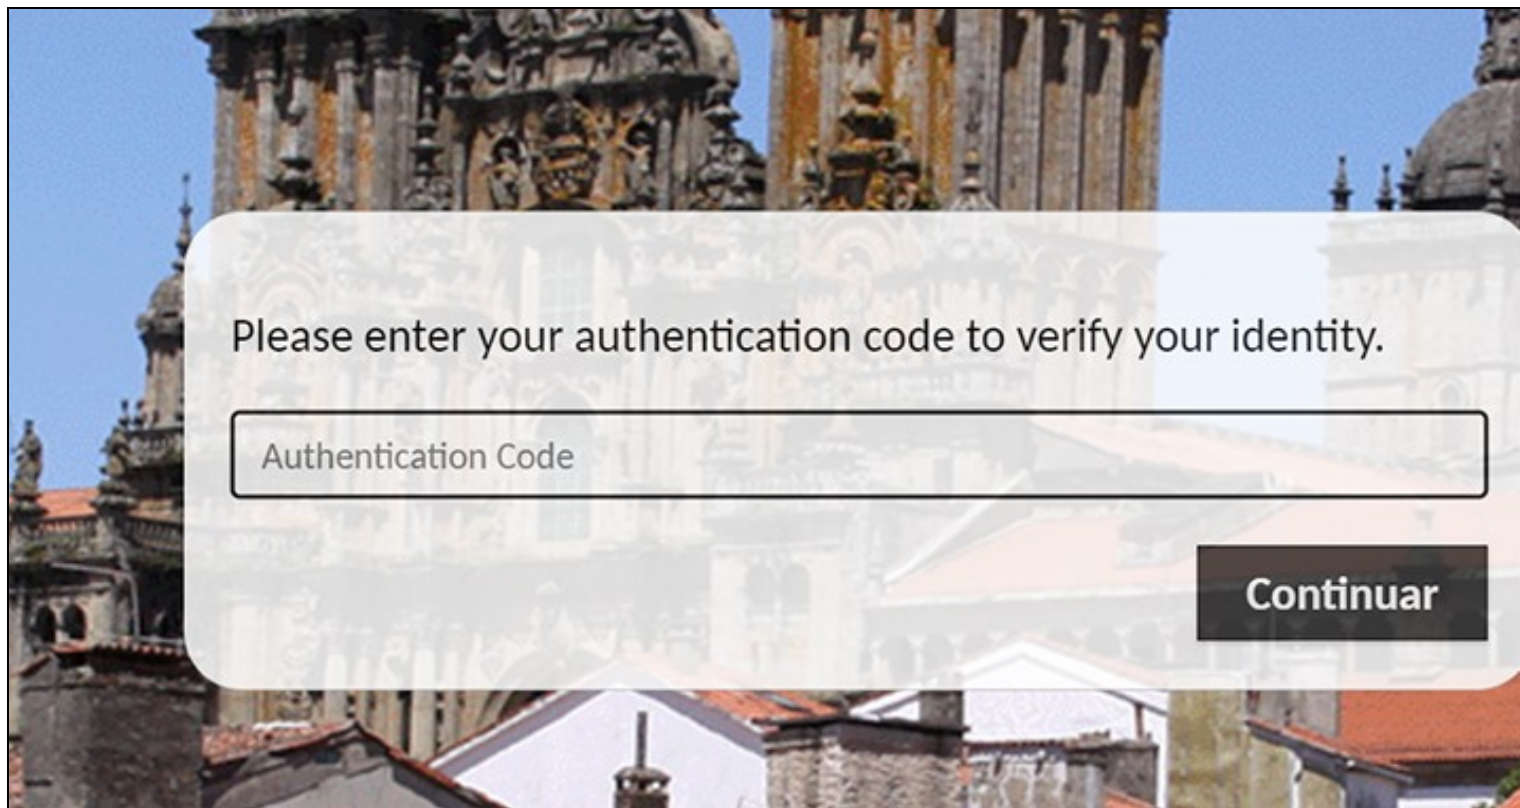 Please enter your authentication code to verify your identity.
Authentication Code
Continuar